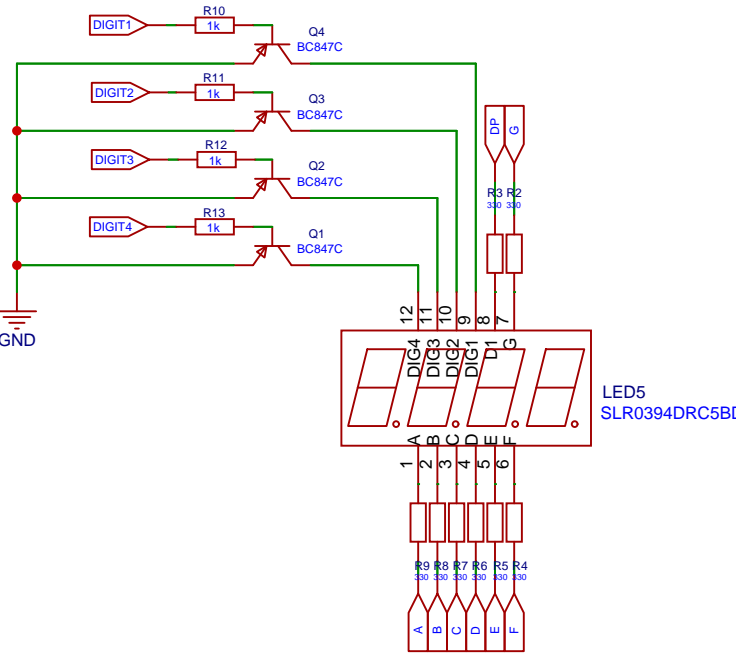 R10
DIGIT1
1k
Q4
BC847C
R11
DIGIT2
1k
Q3
BC847C
R12
DIGIT3
1k
Q2
BC847C
R13
DIGIT4
1k
Q1
BC847C
GND
DP
G
R3
R2
330
330
12
11
10
9
8
7
DIG4
DIG3
DIG2
DIG1
D1
G
LED5
SLR0394DRC5BD
A
B
C
D
E
F
1
2
3
4
5
6
R9
R8
R7
R6
R5
R4
330
330
330
330
330
330
A
B
C
D
E
F